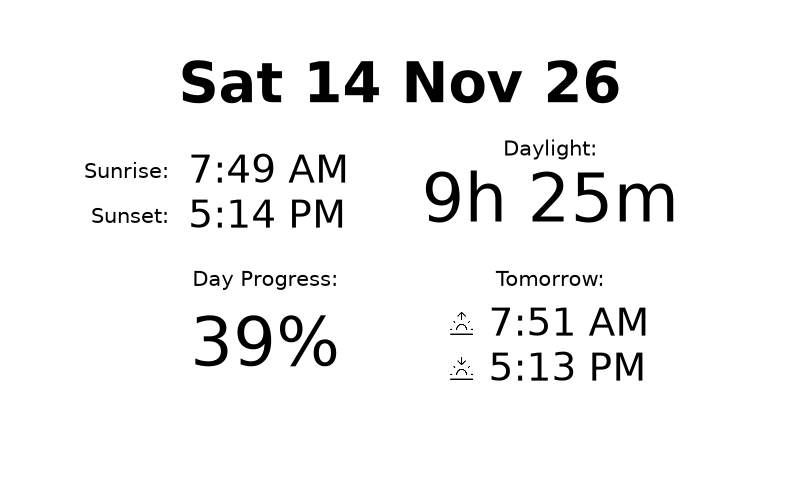 Sat 14 Nov 26
Sunrise: 7:49 AM
Sunset: 5:14 PM
Daylight:
9h 25m
Day Progress:
39%
Tomorrow:
7:51 AM
5:13 PM